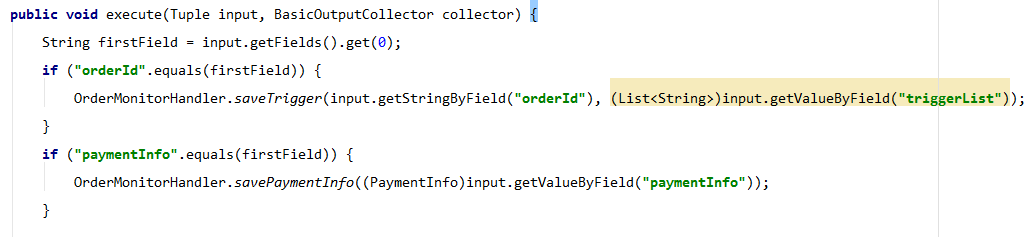 public void execute(Tuple input, BasicOutputCollector collector) {
String firstField = input.getFields().get(0);
if ("orderId".equals(firstField)) {
OrderMonitorHandler.saveTrigger(input.getStringByField("orderId"), (List<String>)input.getValueByField("triggerList"));
}
if ("paymentInfo".equals(firstField)) {
OrderMonitorHandler.savePaymentInfo((PaymentInfo)input.getValueByField("paymentInfo"));
}